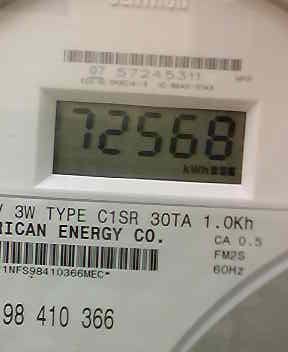 07 57245311
72568
kWh
V 3W TYPE C1SR 30TA 1.0Kh
RICAN ENERGY CO.
CA 0.5
FM2S
60Hz
1NFS98410366MEC*
98 410 366